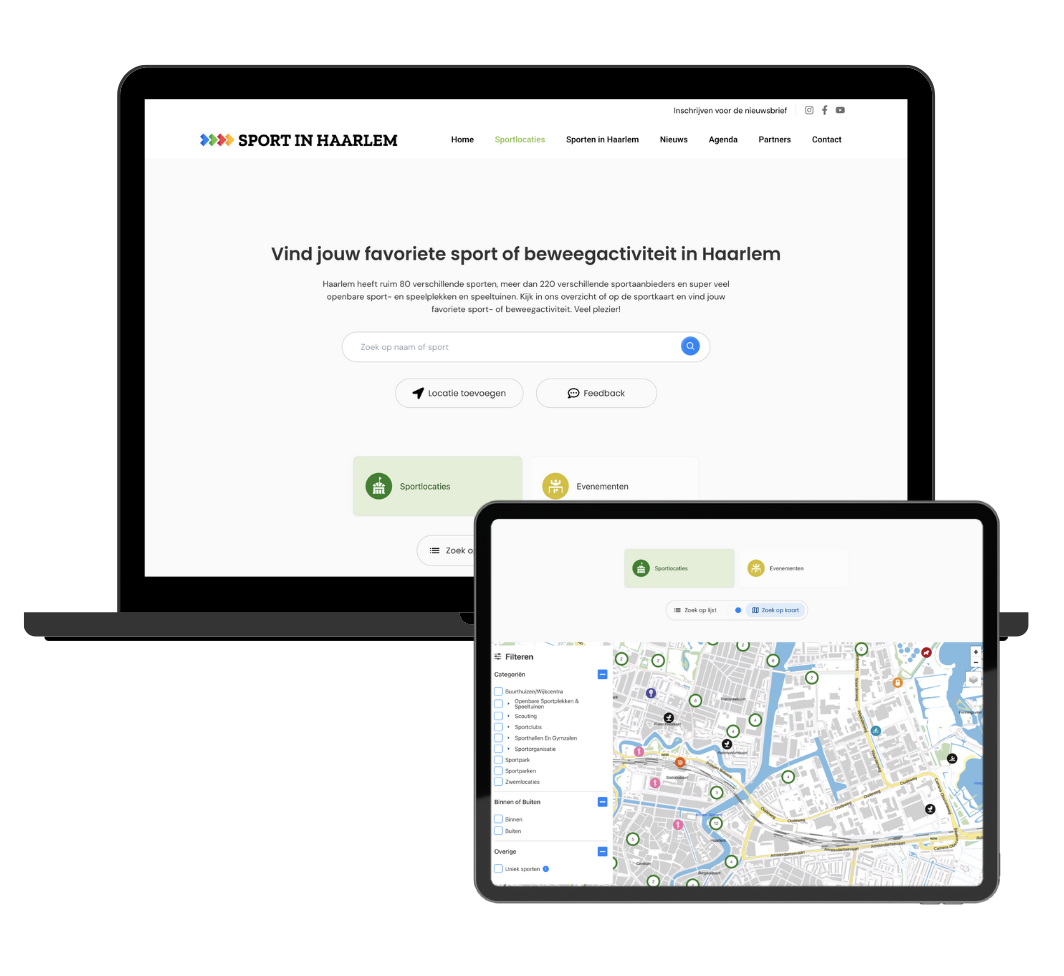 Inschrijven voor de nieuwsbrief
SPORT IN HAARLEM
Home Sportlocaties Sporten in Haarlem Nieuws Agenda Partners Contact
Vind jouw favoriete sport of beweegactiviteit in Haarlem
Haarlem heeft ruim 80 verschillende sporten, meer dan 220 verschillende sportaanbieders en super veel
openbare sport- en speelplekken en speeltuinen. Kijk in ons overzicht of op de sportkaart en vind jouw
favoriete sport- of beweegactiviteit. Veel plezier!
Zoek op naam of sport
Locatie toevoegen Feedback
Sportlocaties Evenementen
Zoek o
Sportlocaties Evenementen
Zoek op lijst Zoek op kaart
Filteren
Categoriën
Buurthuizen/Wijkcentra
Openbare Sportplekken &
Speeltuinen
Scouting
Sportclubs
Sporthallen En Gymzalen
Sportorganisatie
Sportpark
Sportparken
Zwemlocaties
Binnen of Buiten
Binnen
Buiten
Overige
Uniek sporten
Oudeweg
Oudeweg
Amsterdamsevaart
Amsterdamsevaart